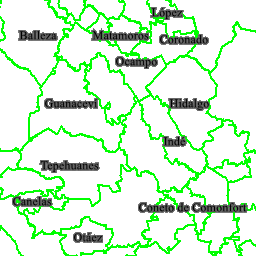 López
Balleza
Matamoros
Coronado
Ocampo
Guanaceví
Hidalgo
Indé
Tepehuanes
Canelas
Coneto de Comonfort
Otáez